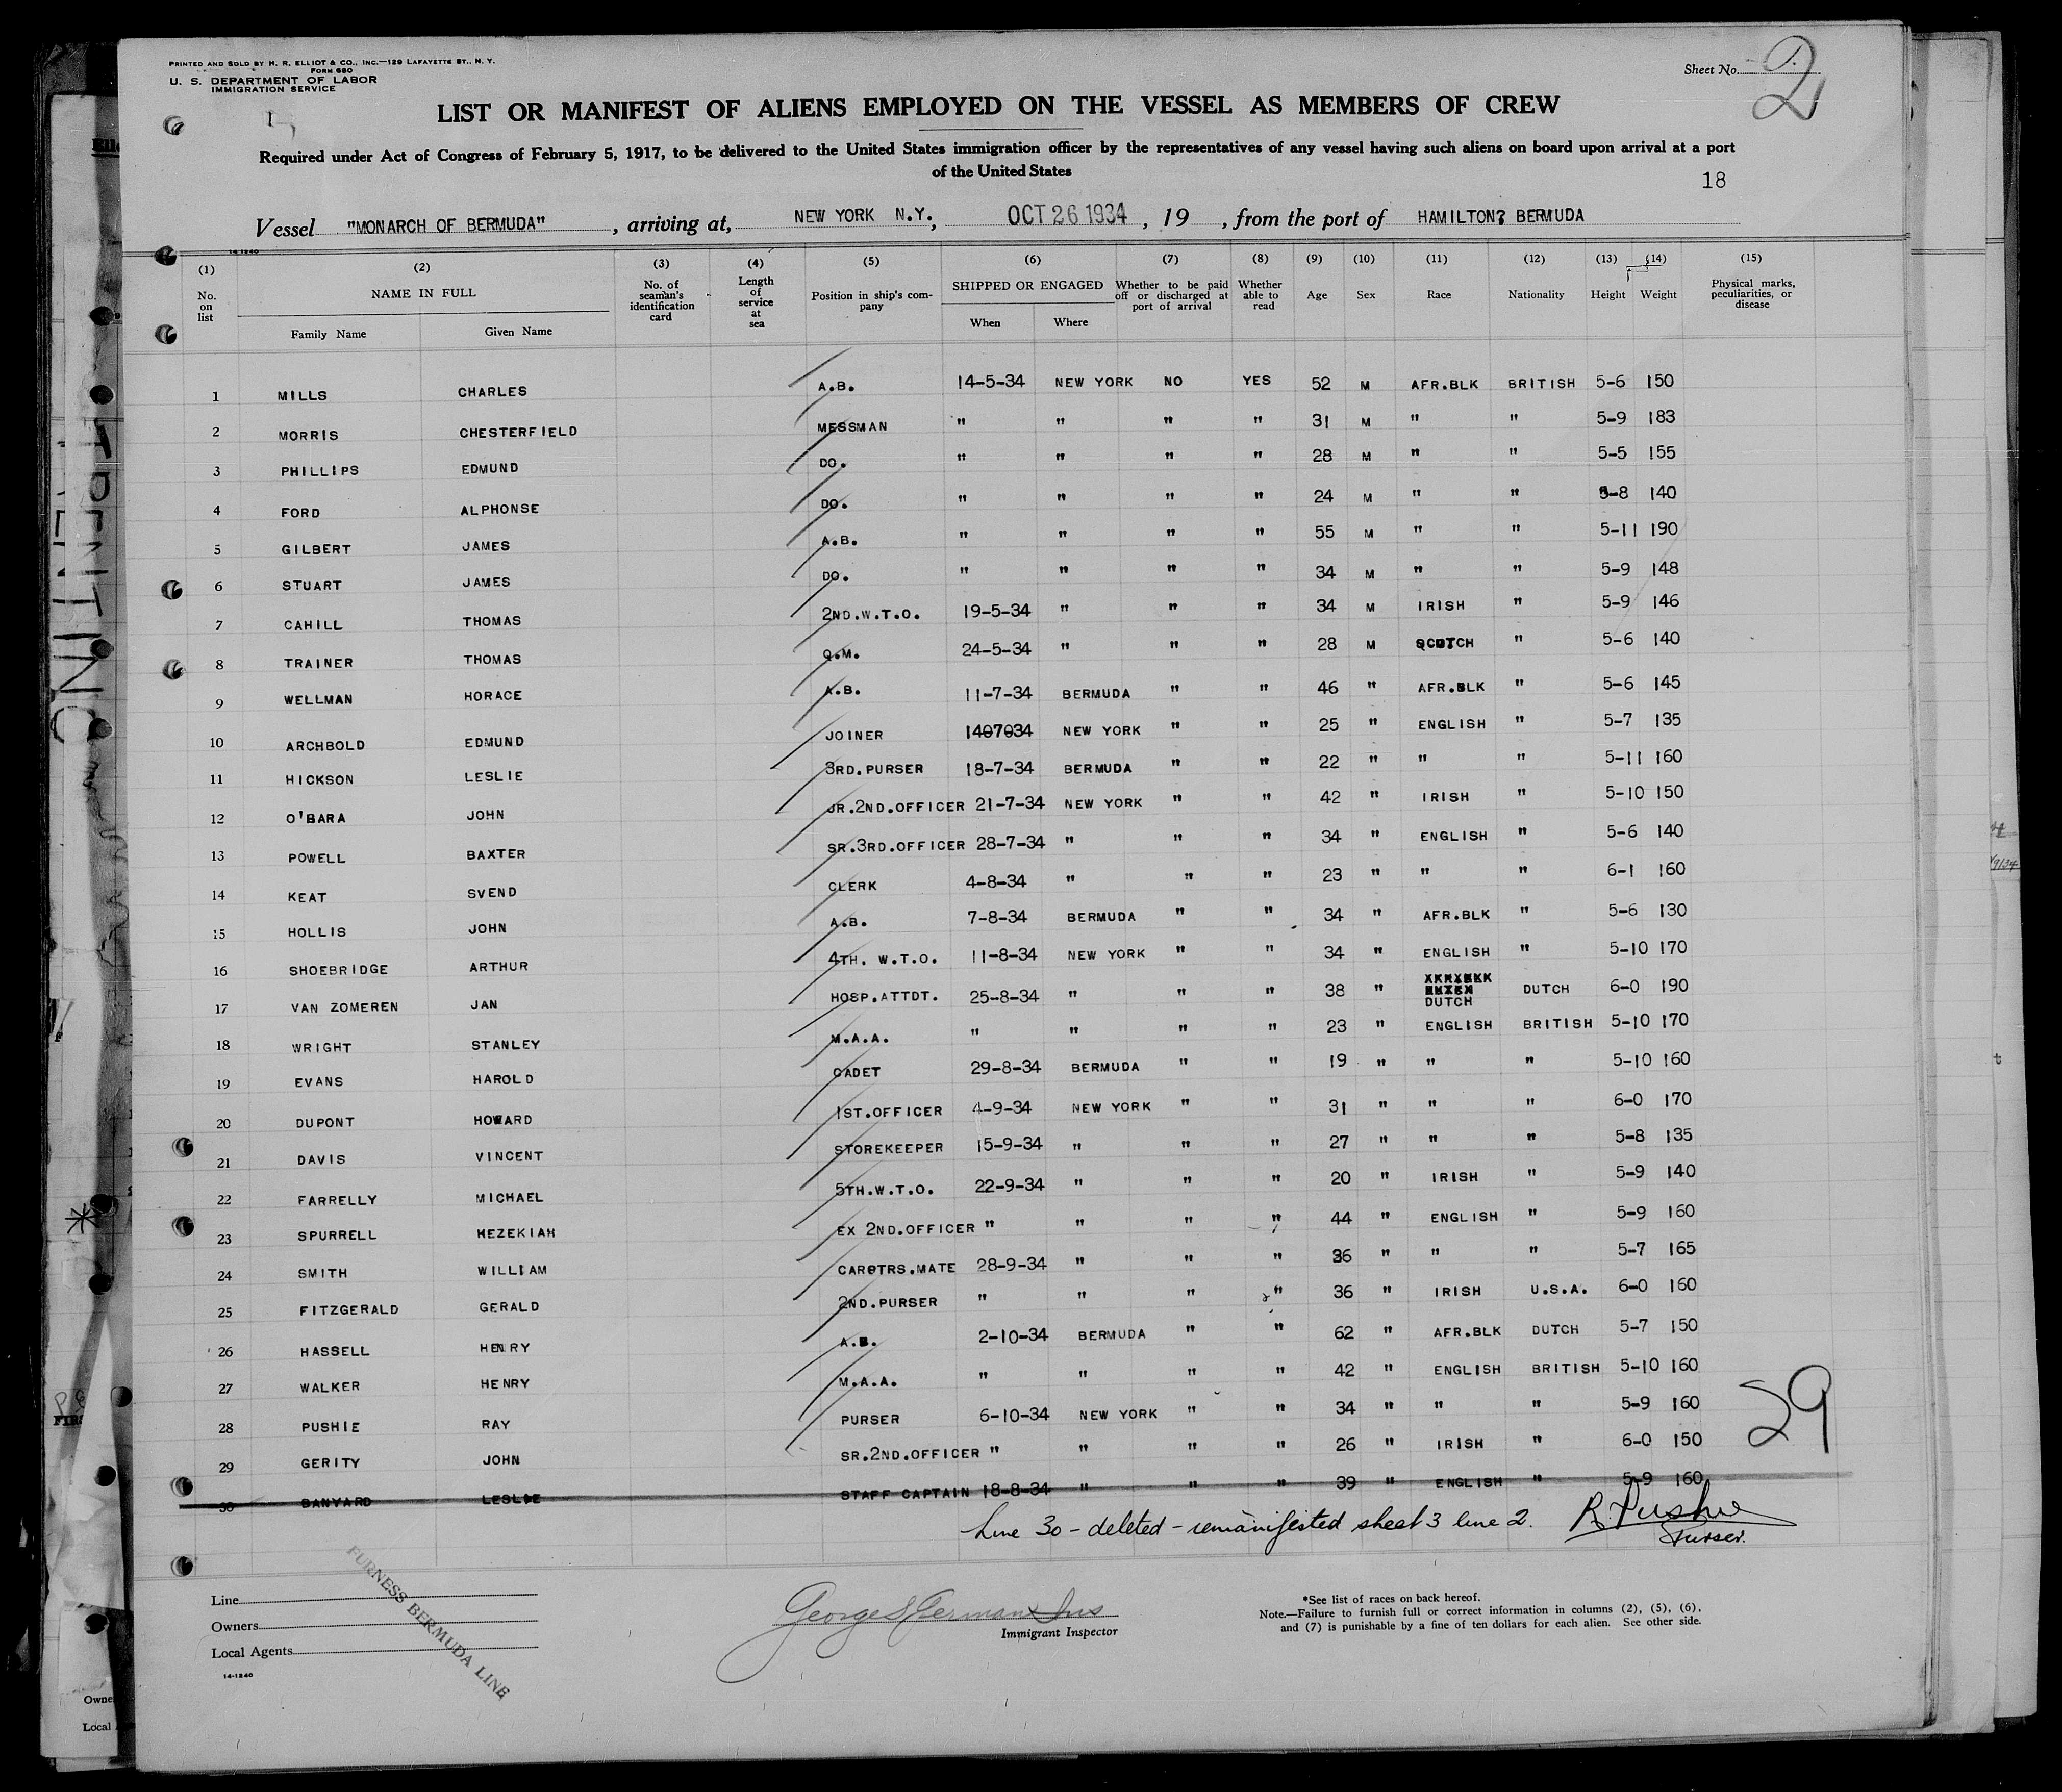 PRINTED AND SOLD BY H. R. ELLIOT & CO., INC.—129 LAFAYETTE ST., N. Y.
FORM 680
U. S. DEPARTMENT OF LABOR
IMMIGRATION SERVICE
Sheet No. 2
LIST OR MANIFEST OF ALIENS EMPLOYED ON THE VESSEL AS MEMBERS OF CREW
Required under Act of Congress of February 5, 1917, to be delivered to the United States immigration officer by the representatives of any vessel having such aliens on board upon arrival at a port
of the United States
18
Vessel "MONARCH OF BERMUDA", arriving at, NEW YORK N.Y., OCT 26 1934, 19 , from the port of HAMILTON? BERMUDA
14-1240
(1) No. on list (2) NAME IN FULL Family Name Given Name (3) No. of seaman's identification card (4) Length of service at sea (5) Position in ship's company (6) SHIPPED OR ENGAGED When Where (7) Whether to be paid off or discharged at port of arrival (8) Whether able to read (9) Age (10) Sex (11) Race (12) Nationality (13) Height (14) Weight (15) Physical marks, peculiarities, or disease
1 MILLS CHARLES A.B. 14-5-34 NEW YORK NO YES 52 M AFR.BLK BRITISH 5-6 150
2 MORRIS CHESTERFIELD MESSMAN " " " " 31 M " " 5-9 183
3 PHILLIPS EDMUND DO. " " " " 28 M " " 5-5 155
4 FORD ALPHONSE DO. " " " " 24 M " " 5-8 140
5 GILBERT JAMES A.B. " " " " 55 M " " 5-11 190
6 STUART JAMES DO. " " " " 34 M " " 5-9 148
7 CAHILL THOMAS 2ND.W.T.O. 19-5-34 " " " 34 M IRISH " 5-9 146
8 TRAINER THOMAS Q.M. 24-5-34 " " " 28 M SCOTCH " 5-6 140
9 WELLMAN HORACE A.B. 11-7-34 BERMUDA " " 46 " AFR.BLK " 5-6 145
10 ARCHBOLD EDMUND JOINER 1407034 NEW YORK " " 25 " ENGLISH " 5-7 135
11 HICKSON LESLIE 3RD.PURSER 18-7-34 BERMUDA " " 22 " " " 5-11 160
12 O'BARA JOHN JR.2ND.OFFICER 21-7-34 NEW YORK " " 42 " IRISH " 5-10 150
13 POWELL BAXTER SR.3RD.OFFICER 28-7-34 " " " 34 " ENGLISH " 5-6 140
14 KEAT SVEND CLERK 4-8-34 " " " 23 " " " 6-1 160
15 HOLLIS JOHN A.B. 7-8-34 BERMUDA " " 34 " AFR.BLK " 5-6 130
16 SHOEBRIDGE ARTHUR 4TH. W.T.O. 11-8-34 NEW YORK " " 34 " ENGLISH " 5-10 170
17 VAN ZOMEREN JAN HOSP.ATTDT. 25-8-34 " " " 38 " DUTCH DUTCH 6-0 190
18 WRIGHT STANLEY M.A.A. " " " " 23 " ENGLISH BRITISH 5-10 170
19 EVANS HAROLD CADET 29-8-34 BERMUDA " " 19 " " " 5-10 160
20 DUPONT HOWARD 1ST.OFFICER 4-9-34 NEW YORK " " 31 " " " 6-0 170
21 DAVIS VINCENT STOREKEEPER 15-9-34 " " " 27 " " " 5-8 135
22 FARRELLY MICHAEL 5TH.W.T.O. 22-9-34 " " " 20 " IRISH " 5-9 140
23 SPURRELL HEZEKIAH EX 2ND.OFFICER " " " " 44 " ENGLISH " 5-9 160
24 SMITH WILLIAM CARPTRS.MATE 28-9-34 " " " 36 " " " 5-7 165
25 FITZGERALD GERALD 2ND.PURSER " " " " 36 " IRISH U.S.A. 6-0 160
26 HASSELL HENRY A.B. 2-10-34 BERMUDA " " 62 " AFR.BLK DUTCH 5-7 150
27 WALKER HENRY M.A.A. " " " " 42 " ENGLISH BRITISH 5-10 160
28 PUSHIE RAY PURSER 6-10-34 NEW YORK " " 34 " " " 5-9 160
29 GERITY JOHN SR.2ND.OFFICER " " " " 26 " IRISH " 6-0 150
29
30 BANYARD LESLIE STAFF CAPTAIN 18-8-34 " " " 39 " ENGLISH " 5-9 160
Line 30 - deleted - remanifested sheet 3 line 2. R. Pushie
Purser.
Line
Owners
Local Agents
14-1240
FURNESS BERMUDA LINE
Immigrant Inspector
*See list of races on back hereof.
Note.—Failure to furnish full or correct information in columns (2), (5), (6),
and (7) is punishable by a fine of ten dollars for each alien. See other side.